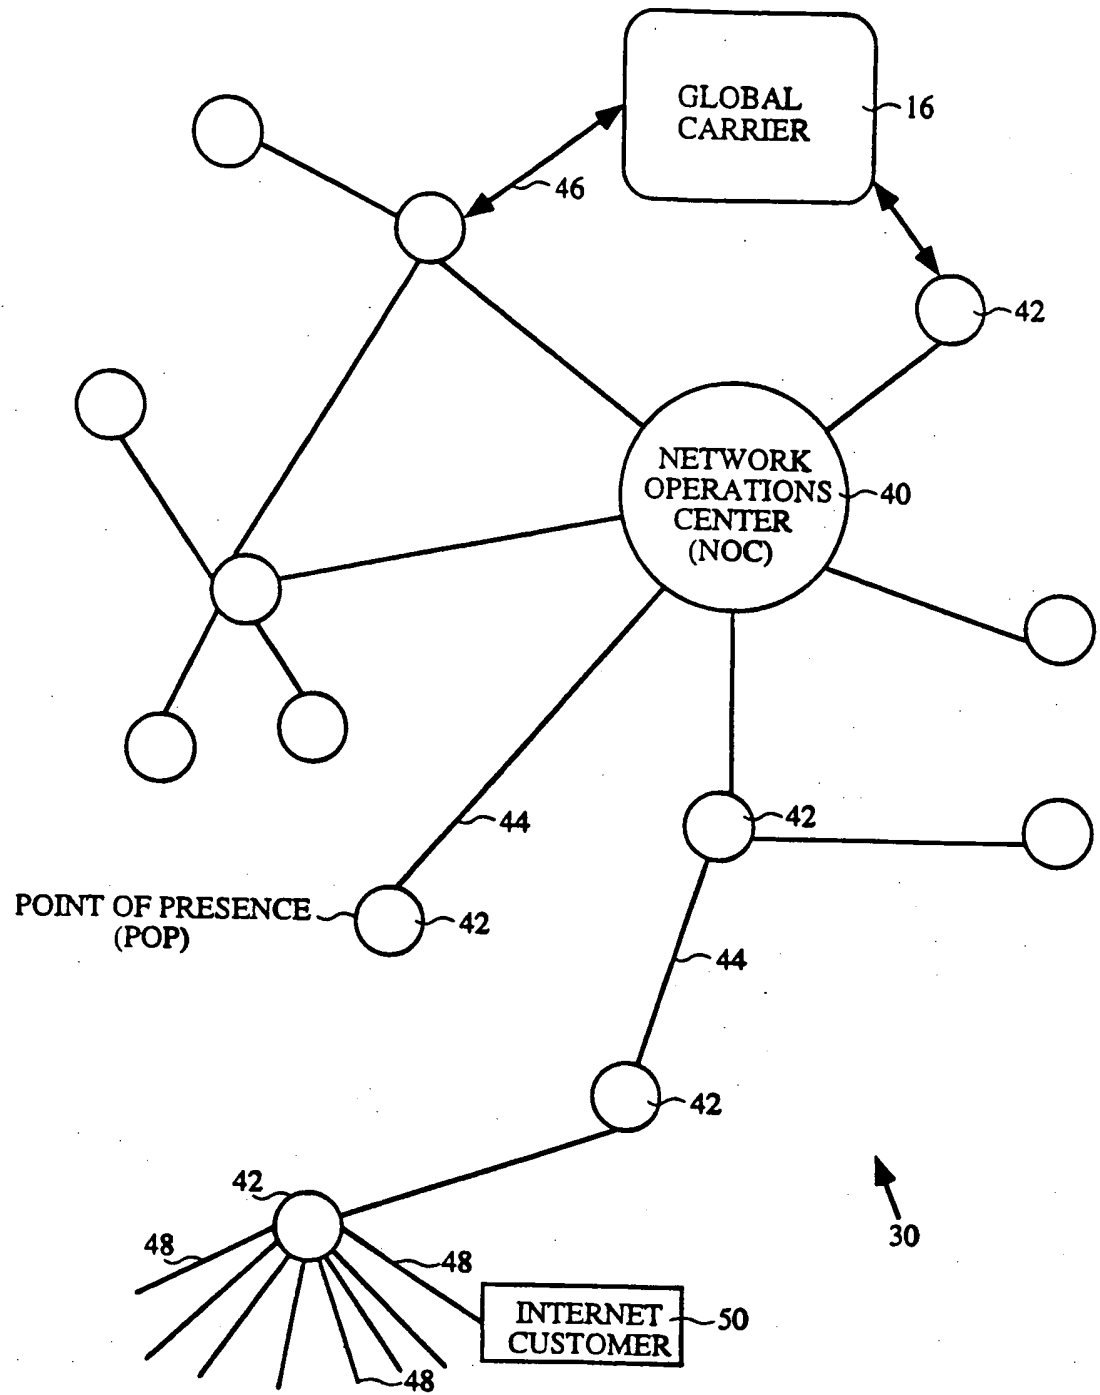 GLOBAL
CARRIER
16
46
42
NETWORK
OPERATIONS
CENTER
(NOC)
40
44
42
POINT OF PRESENCE
(POP)
42
44
42
42
30
48
48
INTERNET
CUSTOMER
50
48